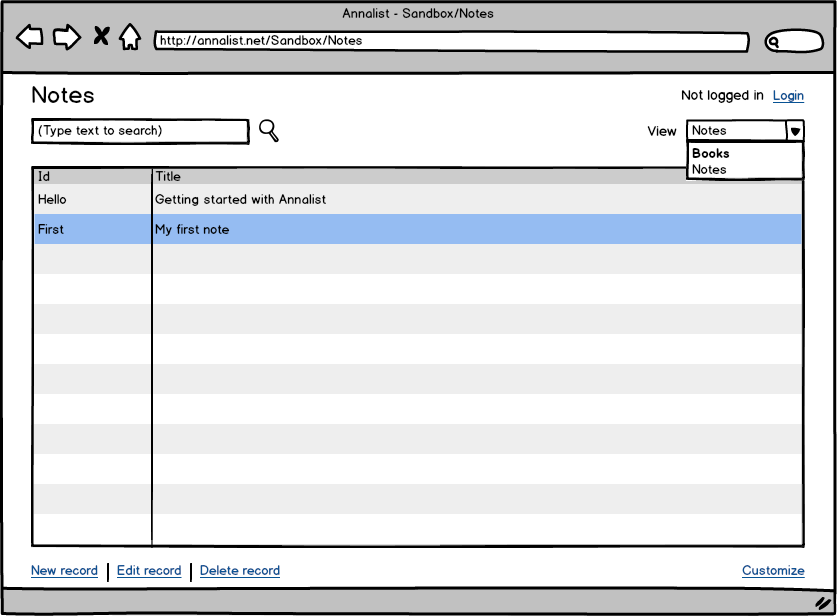 Annalist - Sandbox/Notes
http://annalist.net/Sandbox/Notes
Notes
Not logged in Login
(Type text to search)
View Notes
Books
Notes
Id Title
Hello Getting started with Annalist
First My first note
New record Edit record Delete record Customize